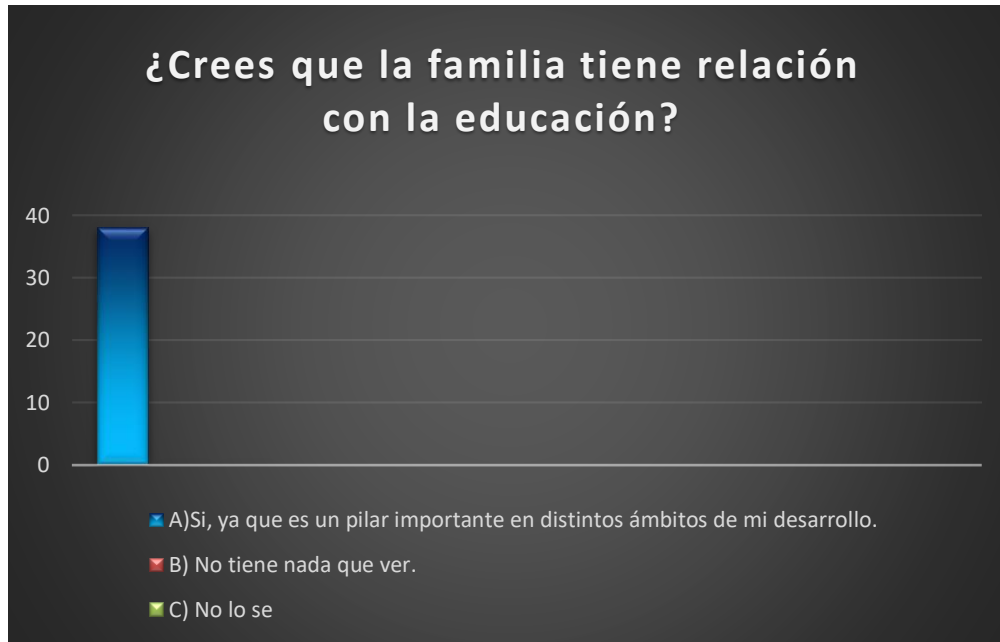 ¿Crees que la familia tiene relación
con la educación?
40
30
20
10
0
A)Si, ya que es un pilar importante en distintos ámbitos de mi desarrollo.
B) No tiene nada que ver.
C) No lo se